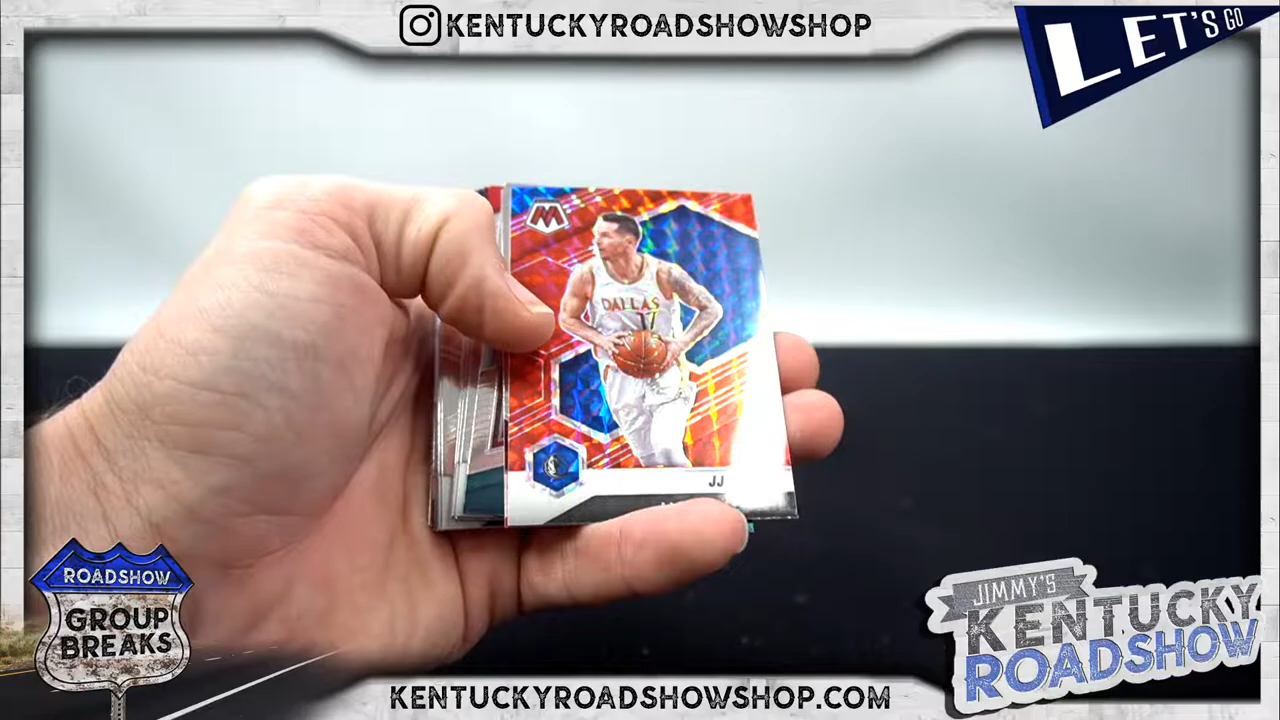 KENTUCKYROADSHOWSHOP
LET'S GO
DALLAS
JJ
ROADSHOW
GROUP
BREAKS
JIMMY'S
KENTUCKY
ROADSHOW
KENTUCKYROADSHOWSHOP.COM